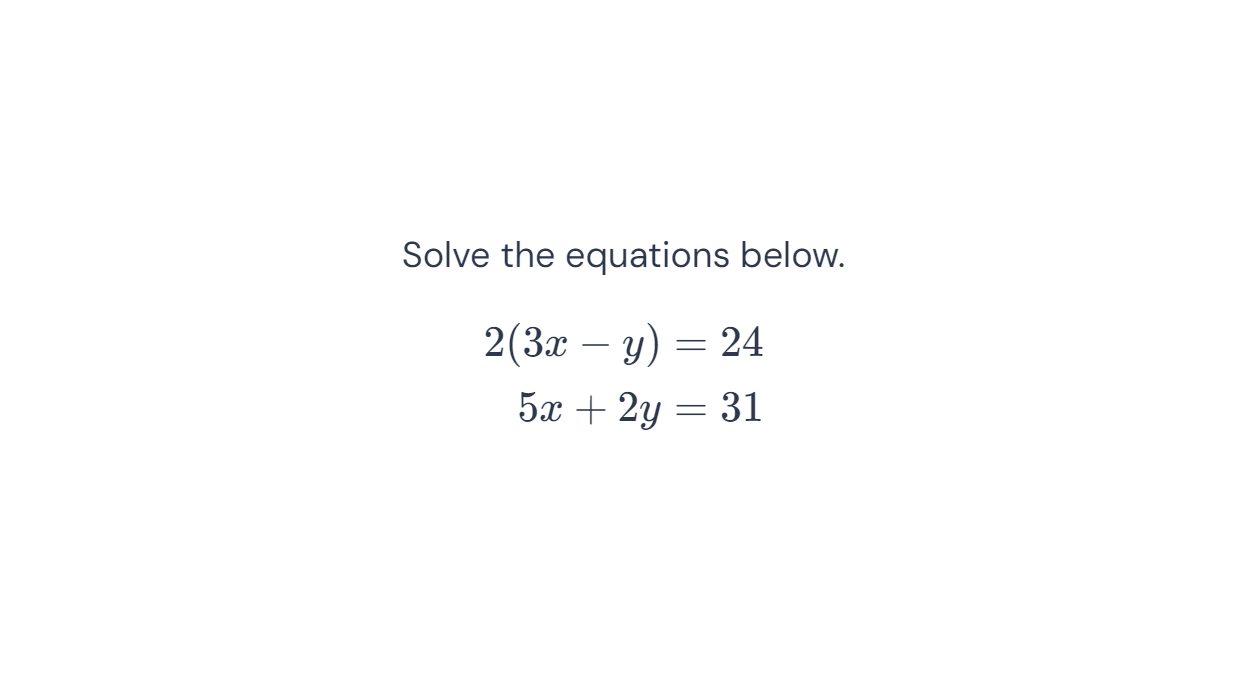 Solve the equations below.
2(3x − y) = 24
5x + 2y = 31